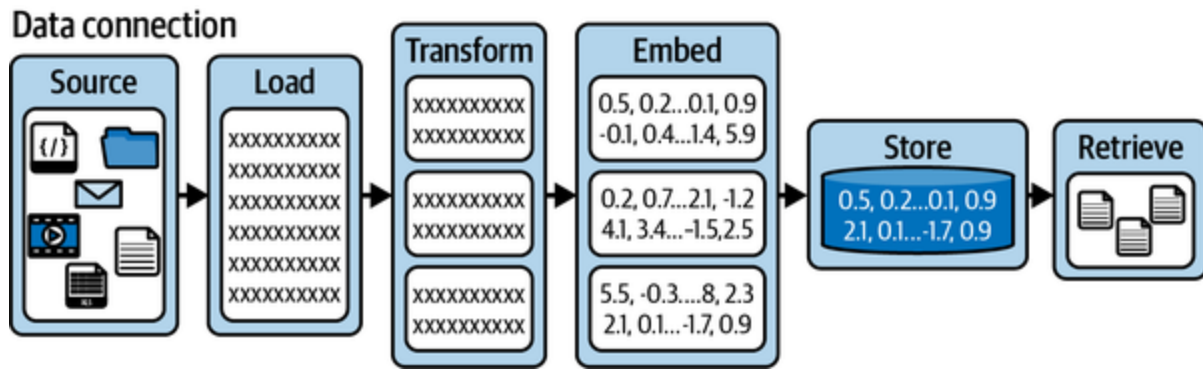 Data connection
Source
{/}
XLS
Load
XXXXXXXXXX
XXXXXXXXXX
XXXXXXXXXX
XXXXXXXXXX
XXXXXXXXXX
XXXXXXXXXX
Transform
XXXXXXXXXX
XXXXXXXXXX
XXXXXXXXXX
XXXXXXXXXX
XXXXXXXXXX
XXXXXXXXXX
Embed
0.5, 0.2...0.1, 0.9
-0.1, 0.4...1.4, 5.9
0.2, 0.7...2.1, -1.2
4.1, 3.4...-1.5,2.5
5.5, -0.3....8, 2.3
2.1, 0.1...-1.7, 0.9
Store
0.5, 0.2...0.1, 0.9
2.1, 0.1...-1.7, 0.9
Retrieve